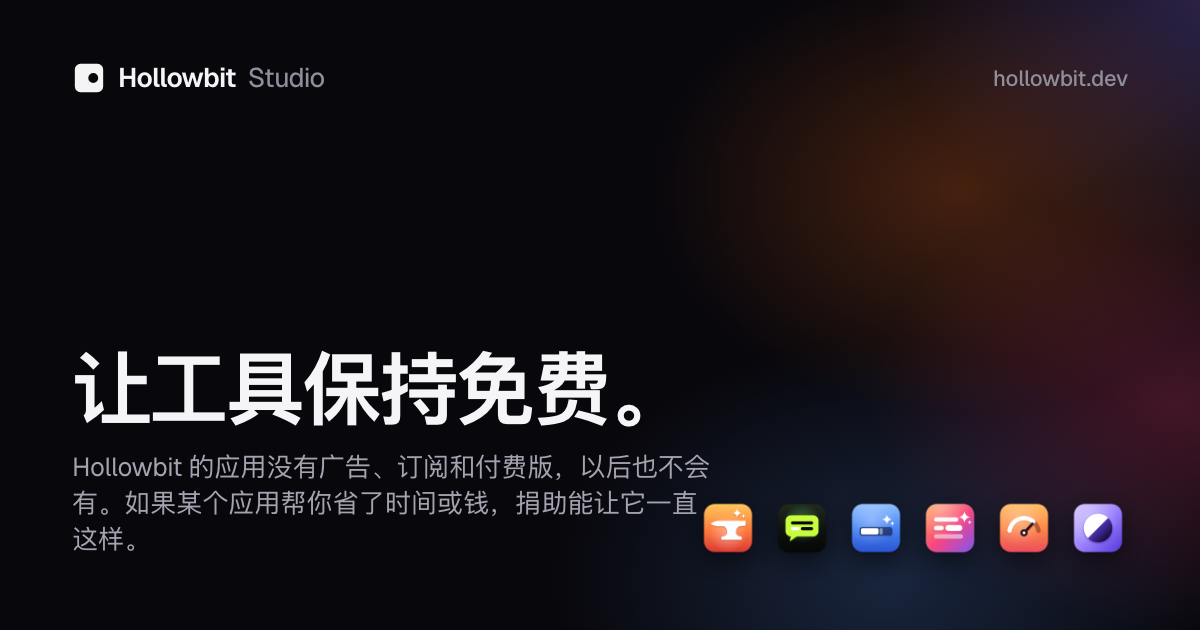 Hollowbit Studio
hollowbit.dev
让工具保持免费。
Hollowbit 的应用没有广告、订阅和付费版，以后也不会
有。如果某个应用帮你省了时间或钱，捐助能让它一直
这样。